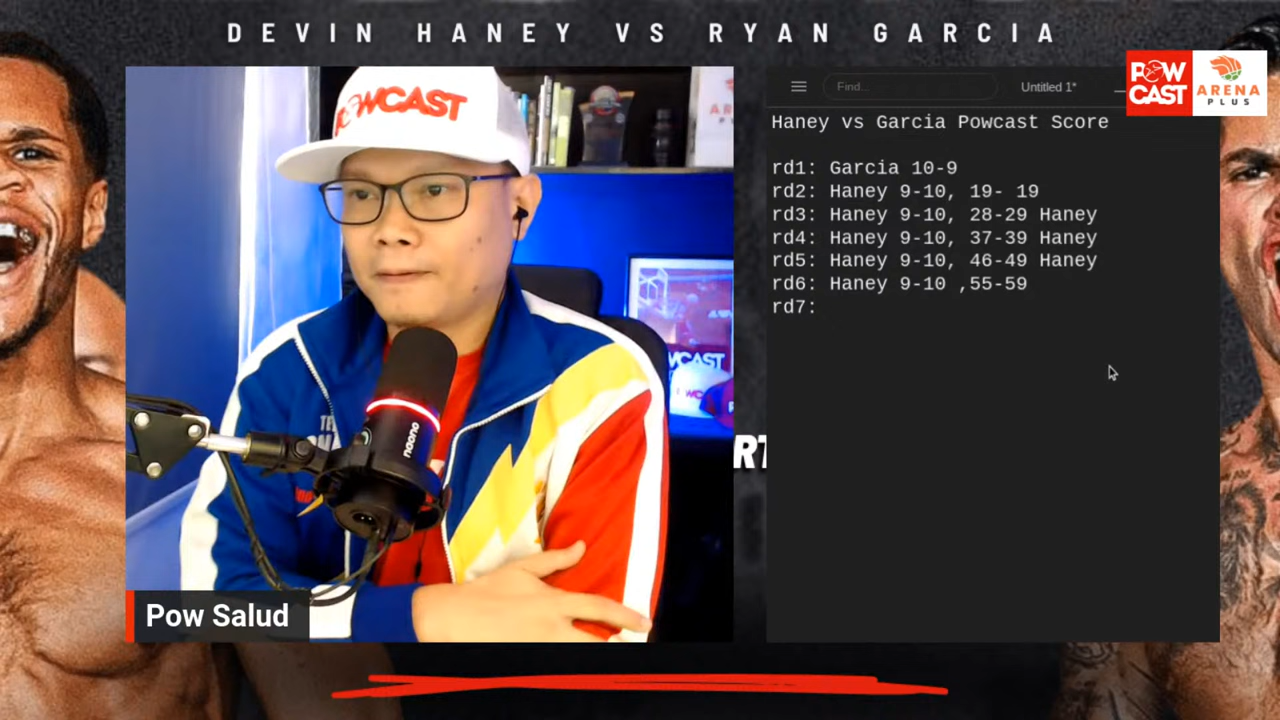 DEVIN HANEY VS RYAN GARCIA
POWCAST
POW
CAST
ARENA
PLUS
Find...
Untitled 1*
Haney vs Garcia Powcast Score
rd1: Garcia 10-9
rd2: Haney 9-10, 19- 19
rd3: Haney 9-10, 28-29 Haney
rd4: Haney 9-10, 37-39 Haney
rd5: Haney 9-10, 46-49 Haney
rd6: Haney 9-10 ,55-59
rd7:
noono
Pow Salud